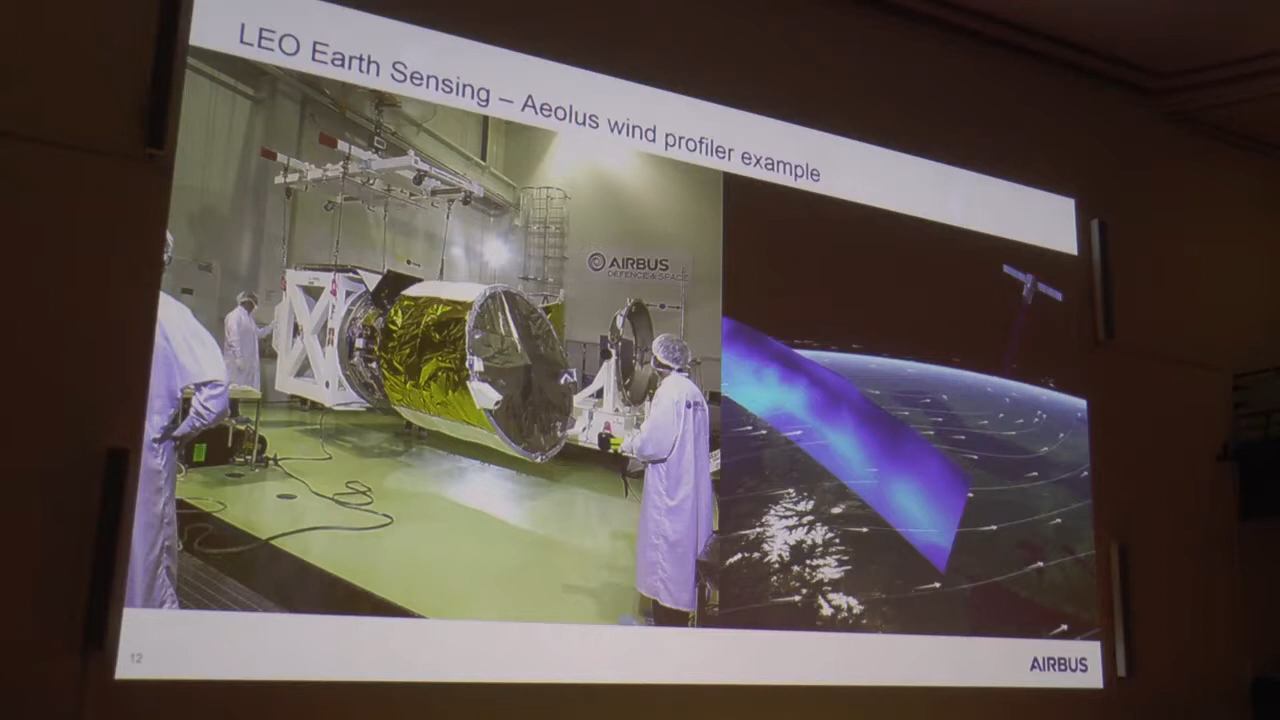 LEO Earth Sensing – Aeolus wind profiler example
AIRBUS
DEFENCE & SPACE
12
AIRBUS